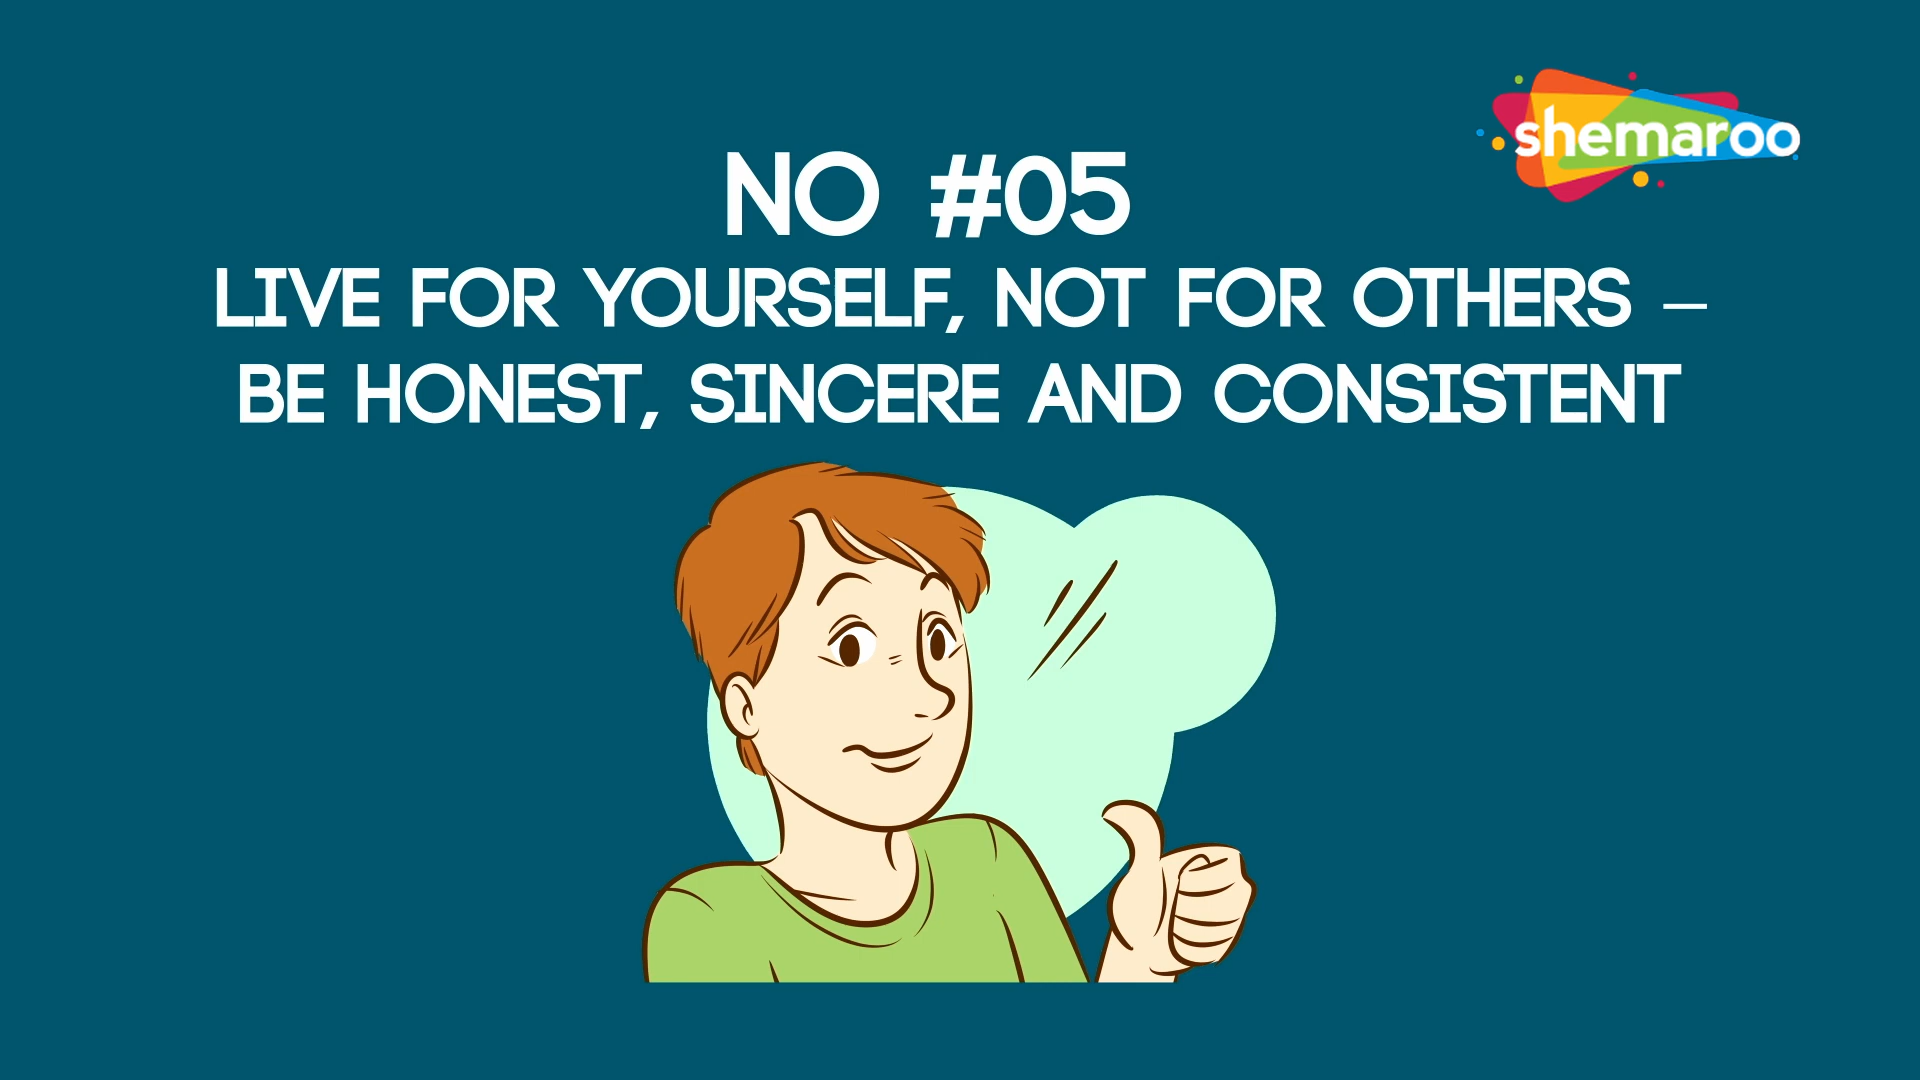 shemaroo
NO #05
LIVE FOR YOURSELF, NOT FOR OTHERS –
BE HONEST, SINCERE AND CONSISTENT